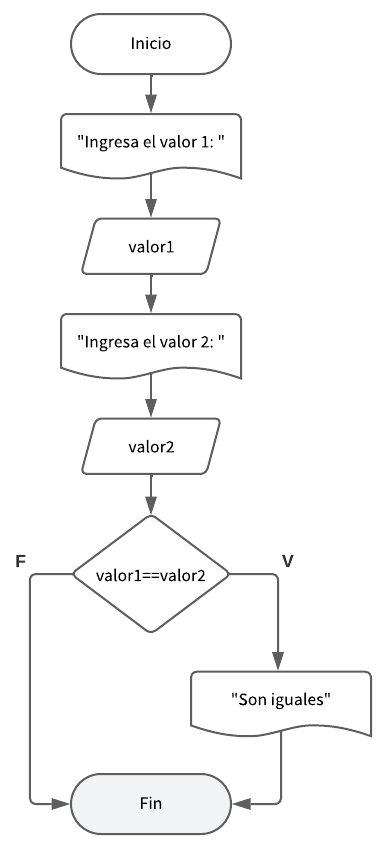 Inicio
"Ingresa el valor 1: "
valor1
"Ingresa el valor 2: "
valor2
F
V
valor1==valor2
"Son iguales"
Fin